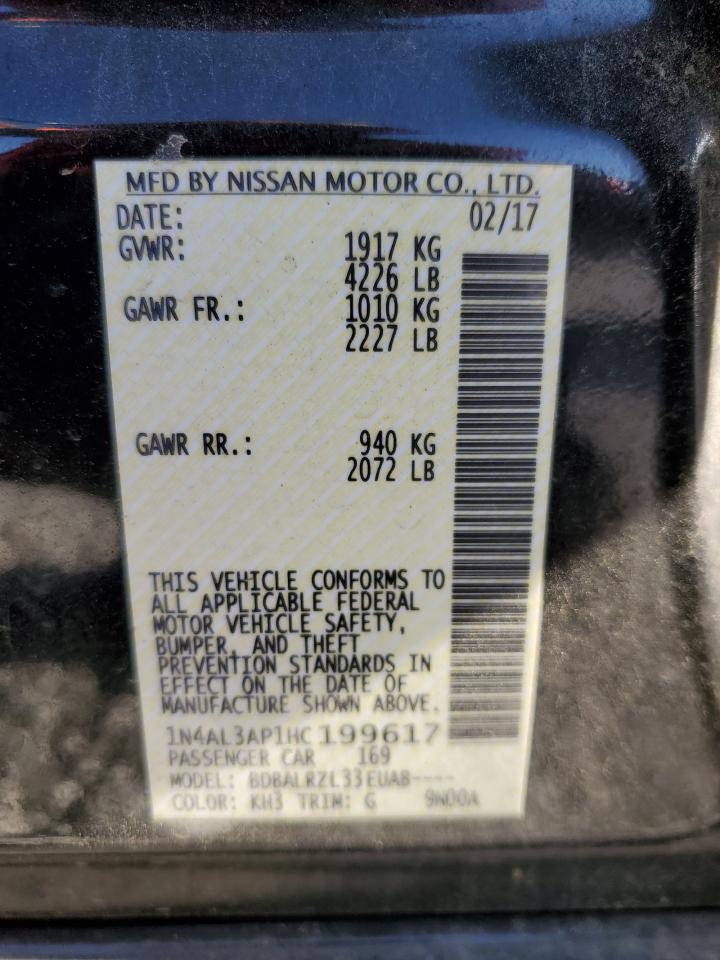 MFD BY NISSAN MOTOR CO., LTD.
DATE: 02/17
GVWR: 1917 KG
4226 LB
GAWR FR.: 1010 KG
2227 LB
GAWR RR.: 940 KG
2072 LB
THIS VEHICLE CONFORMS TO
ALL APPLICABLE FEDERAL
MOTOR VEHICLE SAFETY,
BUMPER, AND THEFT
PREVENTION STANDARDS IN
EFFECT ON THE DATE OF
MANUFACTURE SHOWN ABOVE.
1N4AL3AP1HC199617
PASSENGER CAR 169
MODEL: BDBALRZL33EUAB----
COLOR: KH3 TRIM: G 9N00A